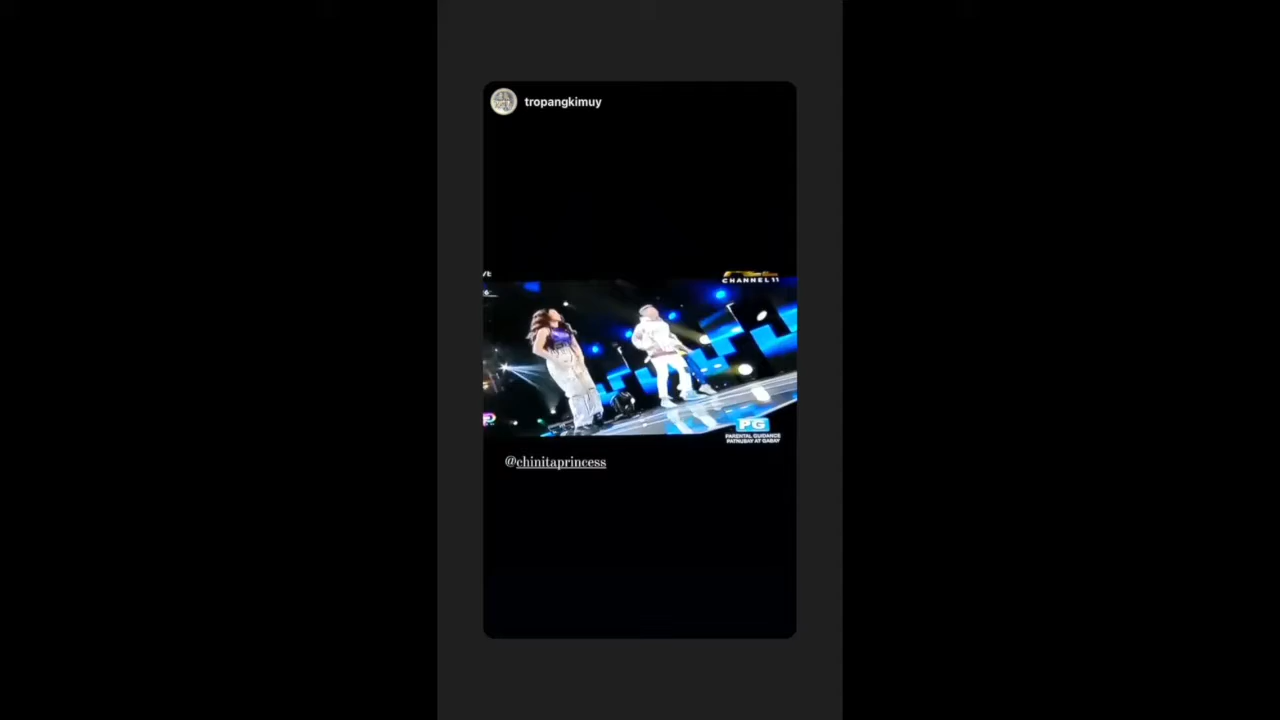 tropangkimuy
CHANNEL 11
PG
PARENTAL GUIDANCE
PATNUBAY AT GABAY
@chinitaprincess